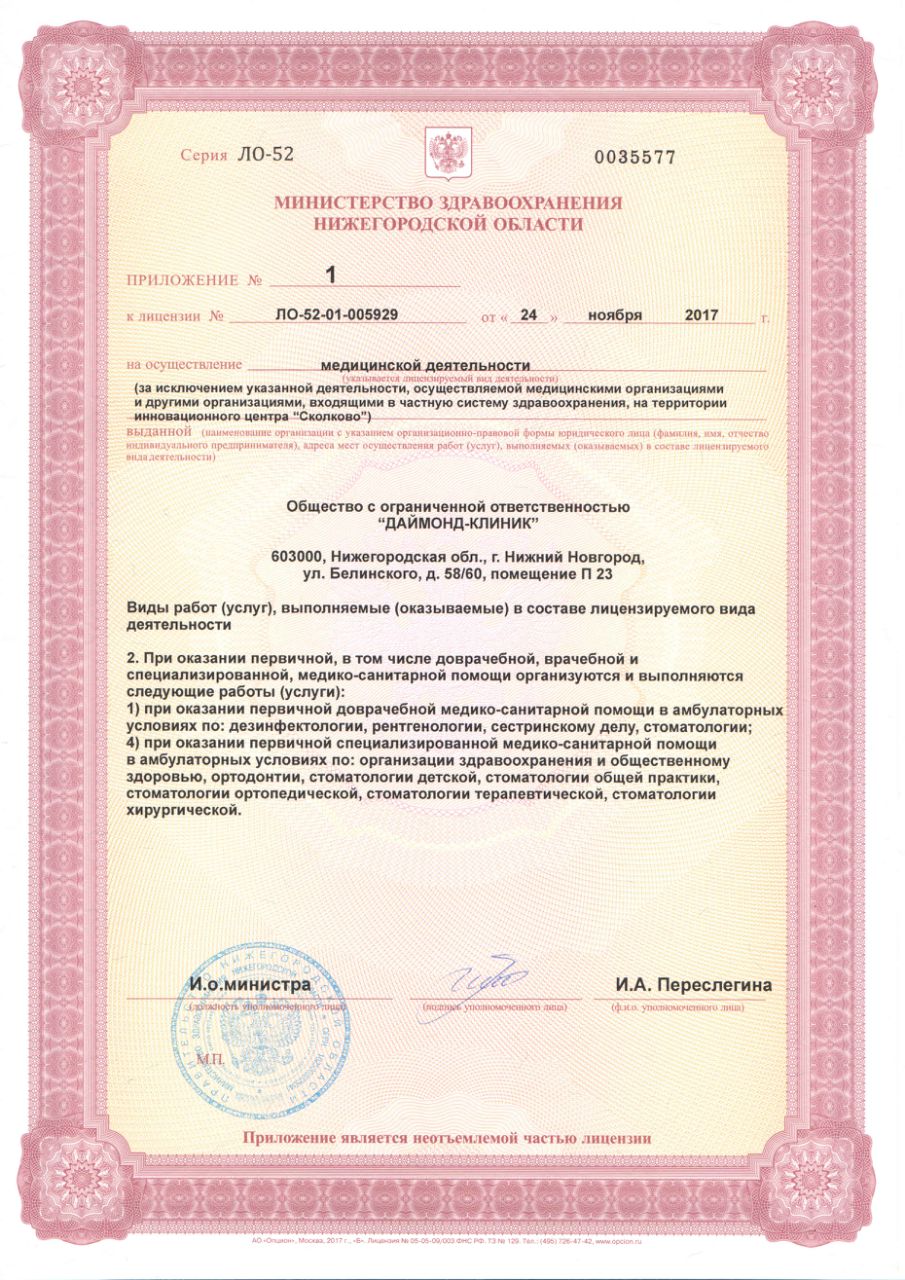 Серия ЛО-52
0035577
МИНИСТЕРСТВО ЗДРАВООХРАНЕНИЯ
НИЖЕГОРОДСКОЙ ОБЛАСТИ
ПРИЛОЖЕНИЕ № 1
к лицензии № ЛО-52-01-005929 от « 24 » ноября 2017 г.
на осуществление медицинской деятельности
(указывается лицензируемый вид деятельности)
(за исключением указанной деятельности, осуществляемой медицинскими организациями
и другими организациями, входящими в частную систему здравоохранения, на территории
инновационного центра “Сколково”)
выданной (наименование организации с указанием организационно-правовой формы юридического лица (фамилия, имя, отчество
индивидуального предпринимателя), адреса мест осуществления работ (услуг), выполняемых (оказываемых) в составе лицензируемого
вида деятельности)
Общество с ограниченной ответственностью
“ДАЙМОНД-КЛИНИК”
603000, Нижегородская обл., г. Нижний Новгород,
ул. Белинского, д. 58/60, помещение П 23
Виды работ (услуг), выполняемые (оказываемые) в составе лицензируемого вида
деятельности
2. При оказании первичной, в том числе доврачебной, врачебной и
специализированной, медико-санитарной помощи организуются и выполняются
следующие работы (услуги):
1) при оказании первичной доврачебной медико-санитарной помощи в амбулаторных
условиях по: дезинфектологии, рентгенологии, сестринскому делу, стоматологии;
4) при оказании первичной специализированной медико-санитарной помощи
в амбулаторных условиях по: организации здравоохранения и общественному
здоровью, ортодонтии, стоматологии детской, стоматологии общей практики,
стоматологии ортопедической, стоматологии терапевтической, стоматологии
хирургической.
И.о.министра
И.А. Переслегина
(должность уполномоченного лица)
(подпись уполномоченного лица)
(ф.и.о. уполномоченного лица)
М.П.
ПРАВИТЕЛЬСТВО НИЖЕГОРОДСКОЙ ОБЛАСТИ
Приложение является неотъемлемой частью лицензии
АО «Опцион», Москва, 2017 г., «Б». Лицензия № 05-05-09/003 ФНС РФ. ТЗ № 129. Тел.: (495) 726-47-42, www.opcion.ru